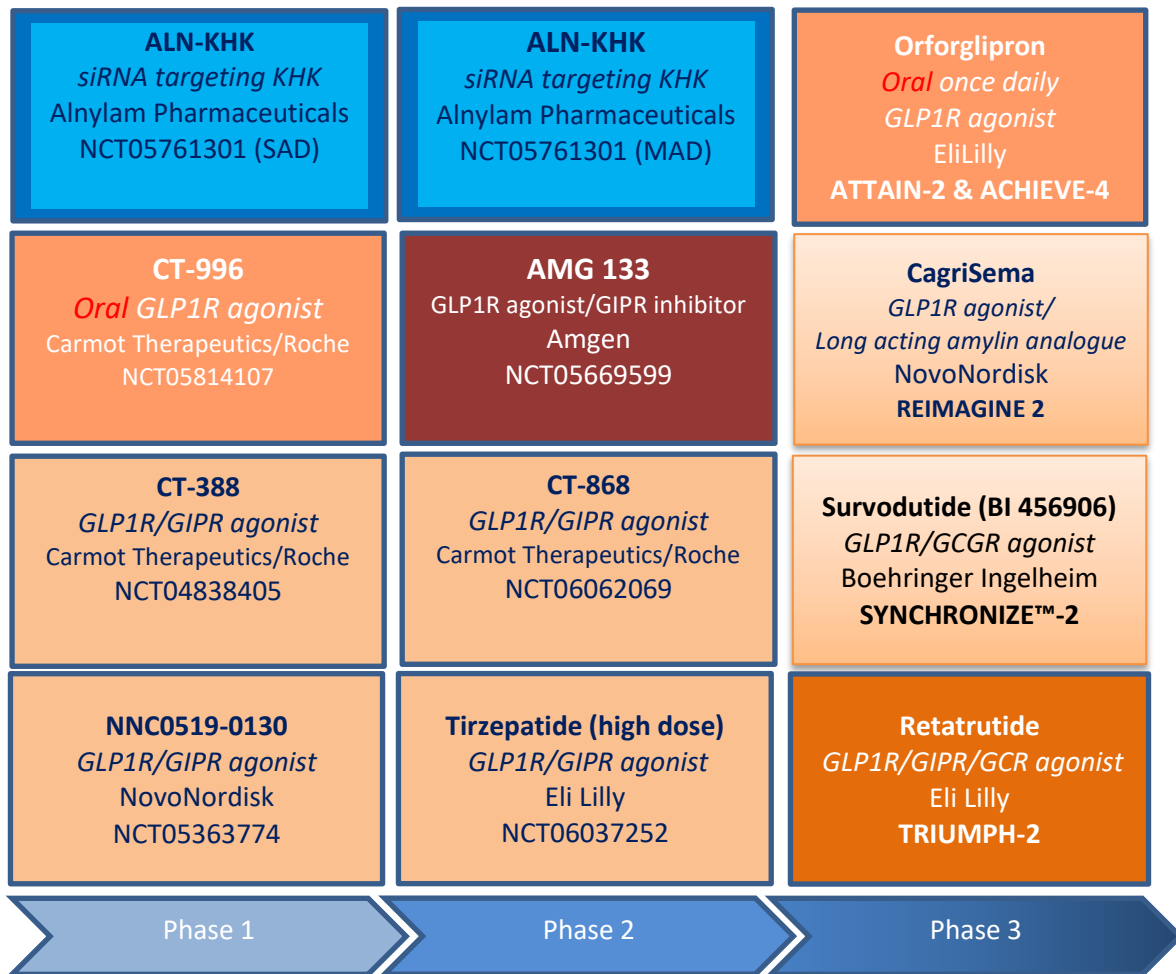 ALN-KHK
siRNA targeting KHK
Alnylam Pharmaceuticals
NCT05761301 (SAD)
ALN-KHK
siRNA targeting KHK
Alnylam Pharmaceuticals
NCT05761301 (MAD)
Orforglipron
Oral once daily
GLP1R agonist
EliLilly
ATTAIN-2 & ACHIEVE-4
CT-996
Oral GLP1R agonist
Carmot Therapeutics/Roche
NCT05814107
AMG 133
GLP1R agonist/GIPR inhibitor
Amgen
NCT05669599
CagriSema
GLP1R agonist/
Long acting amylin analogue
NovoNordisk
REIMAGINE 2
CT-388
GLP1R/GIPR agonist
Carmot Therapeutics/Roche
NCT04838405
CT-868
GLP1R/GIPR agonist
Carmot Therapeutics/Roche
NCT06062069
Survodutide (BI 456906)
GLP1R/GCGR agonist
Boehringer Ingelheim
SYNCHRONIZE™-2
NNC0519-0130
GLP1R/GIPR agonist
NovoNordisk
NCT05363774
Tirzepatide (high dose)
GLP1R/GIPR agonist
Eli Lilly
NCT06037252
Retatrutide
GLP1R/GIPR/GCR agonist
Eli Lilly
TRIUMPH-2
Phase 1
Phase 2
Phase 3